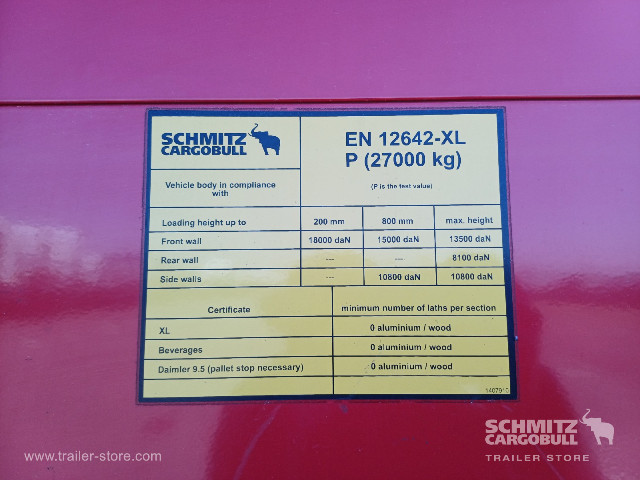 SCHMITZ
CARGOBULL
EN 12642-XL
P (27000 kg)
Vehicle body in compliance
with
(P is the test value)
Loading height up to 200 mm 800 mm max. height
Front wall 18000 daN 15000 daN 13500 daN
Rear wall --- --- 8100 daN
Side walls --- 10800 daN 10800 daN
Certificate minimum number of laths per section
XL 0 aluminium / wood
Beverages 0 aluminium / wood
Daimler 9.5 (pallet stop necessary) 0 aluminium / wood
www.trailer-store.com
SCHMITZ
CARGOBULL
TRAILER STORE